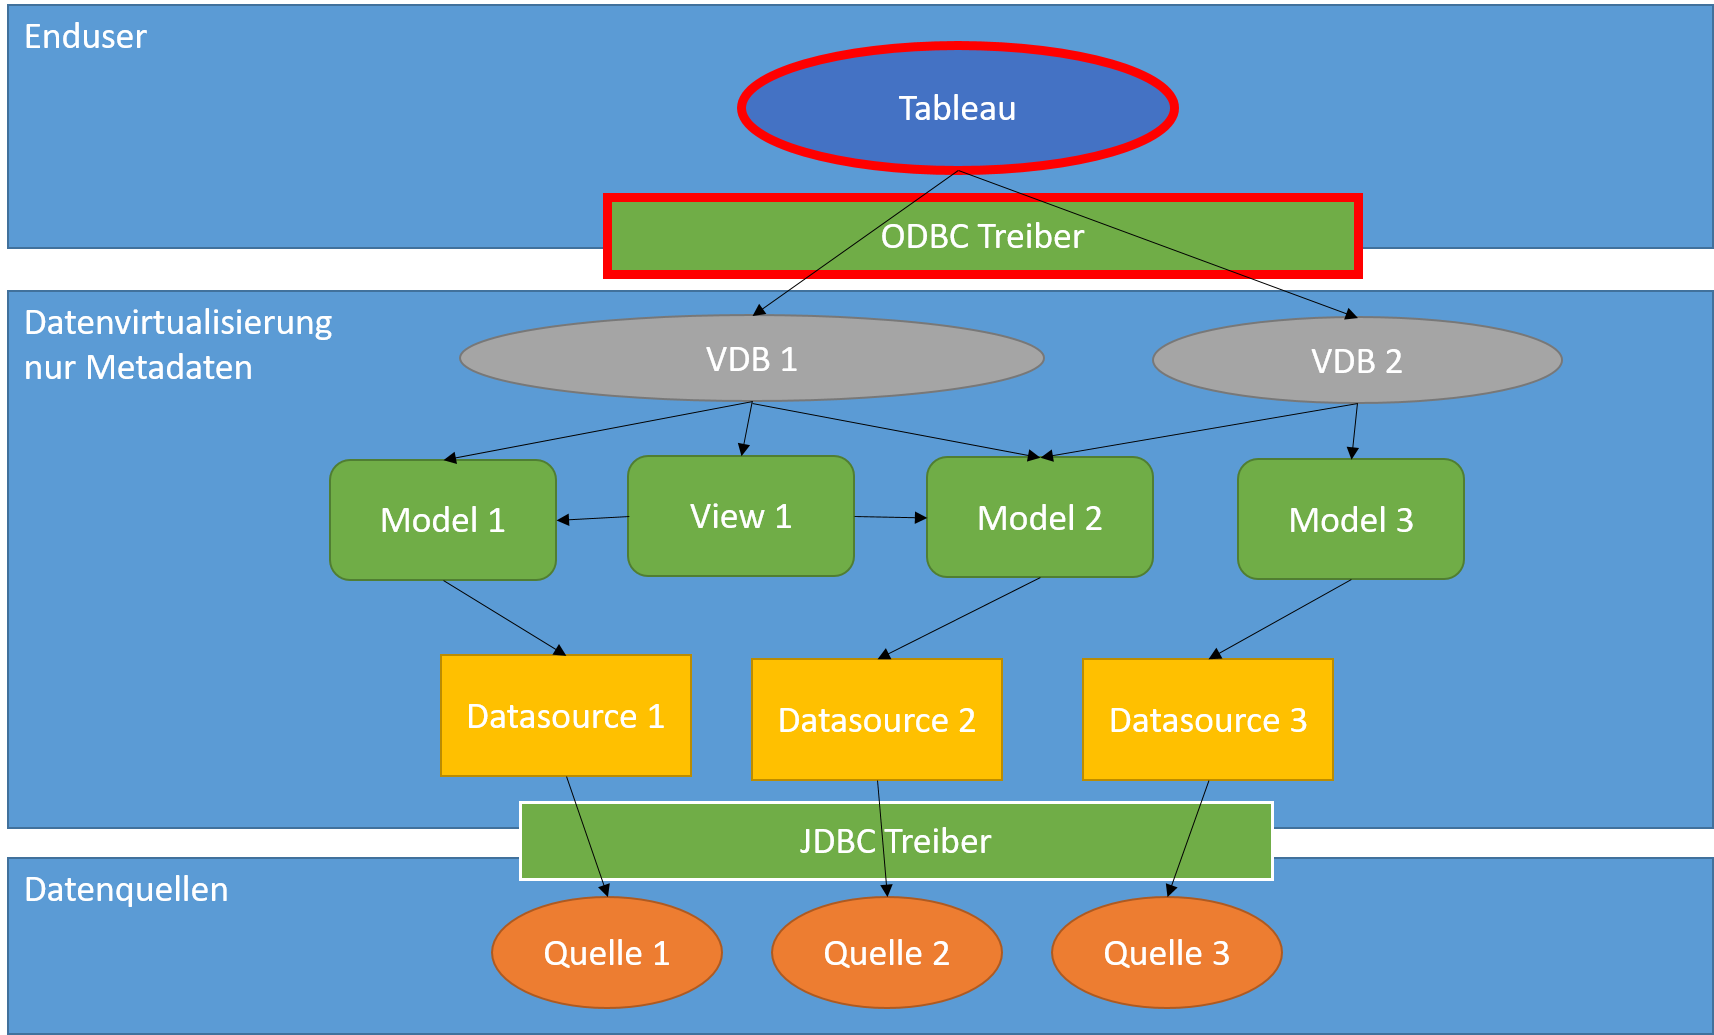 Enduser
Tableau
ODBC Treiber
Datenvirtualisierung
nur Metadaten
VDB 1
VDB 2
Model 1
View 1
Model 2
Model 3
Datasource 1
Datasource 2
Datasource 3
JDBC Treiber
Datenquellen
Quelle 1
Quelle 2
Quelle 3